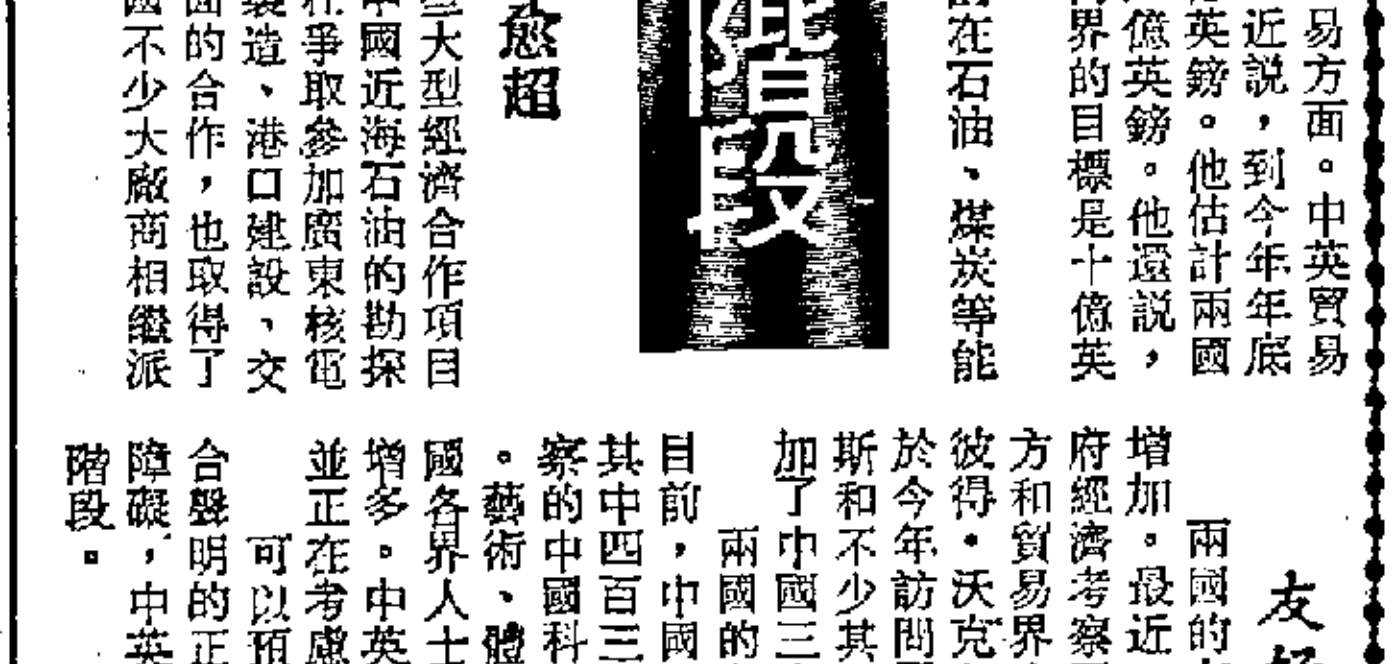 易方面。中英貿易
近説，到今年年底
英鎊。他估計兩國
億英鎊。他還説，
界的目標是十億英
在石油、煤炭等能
階段
愈超
型大型經濟合作項目
中國近海石油的勘探
在爭取參加廣東核電
製造、港口建設、交
面的合作，也取得了
國不少大廠商相繼派
友好
兩國的
增加。最近
府經濟考察
方和貿易界
彼得·沃克
於今年訪問
斯和不少其
加了中國三
兩國的
目前，中國
其中四百三
察的中國科
。藝術、體
國各界人士
增多。中英
並正在考慮
可以預
合聲明的正
障礙，中英
階段。